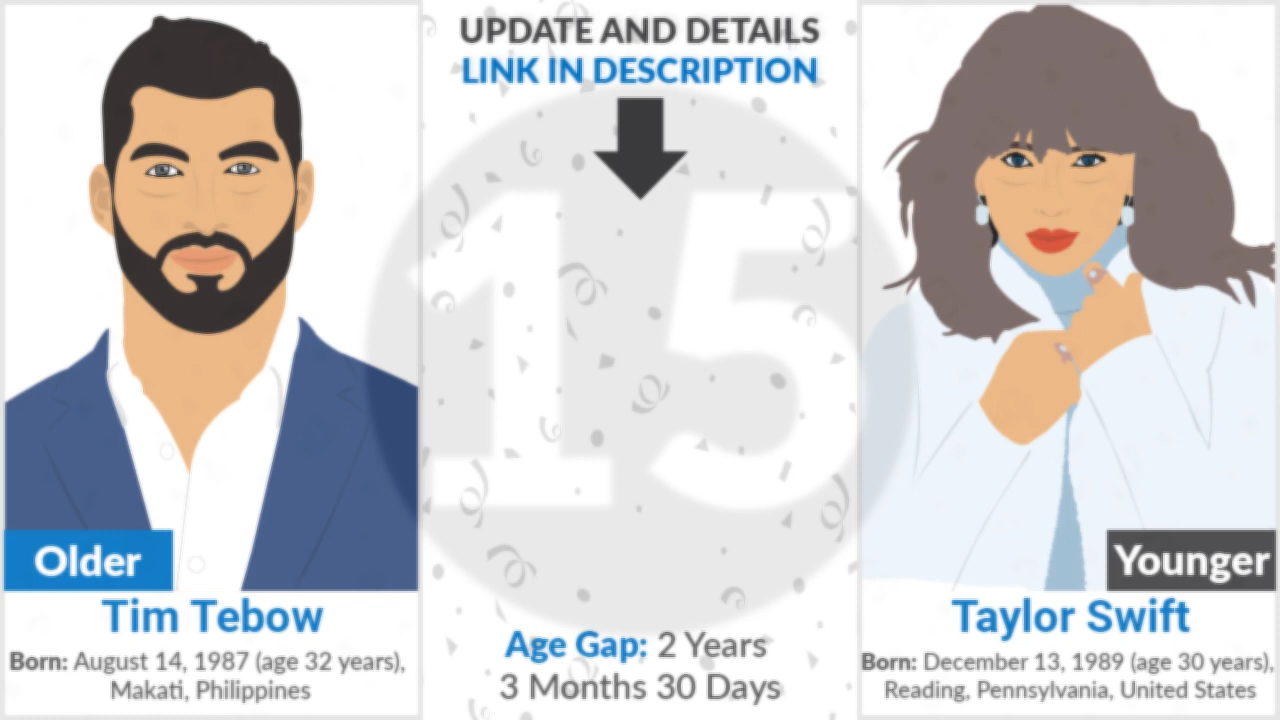 UPDATE AND DETAILS
LINK IN DESCRIPTION
15
Older
Tim Tebow
Born: August 14, 1987 (age 32 years),
Makati, Philippines
Age Gap: 2 Years
3 Months 30 Days
Younger
Taylor Swift
Born: December 13, 1989 (age 30 years),
Reading, Pennsylvania, United States